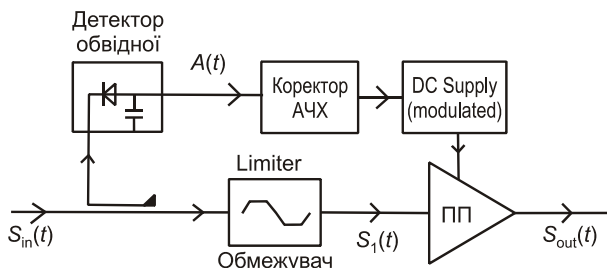 Детектор
обвідної
A(t)
Коректор
АЧХ
DC Supply
(modulated)
Limiter
ПП
S_in(t)
S_1(t)
S_out(t)
Обмежувач